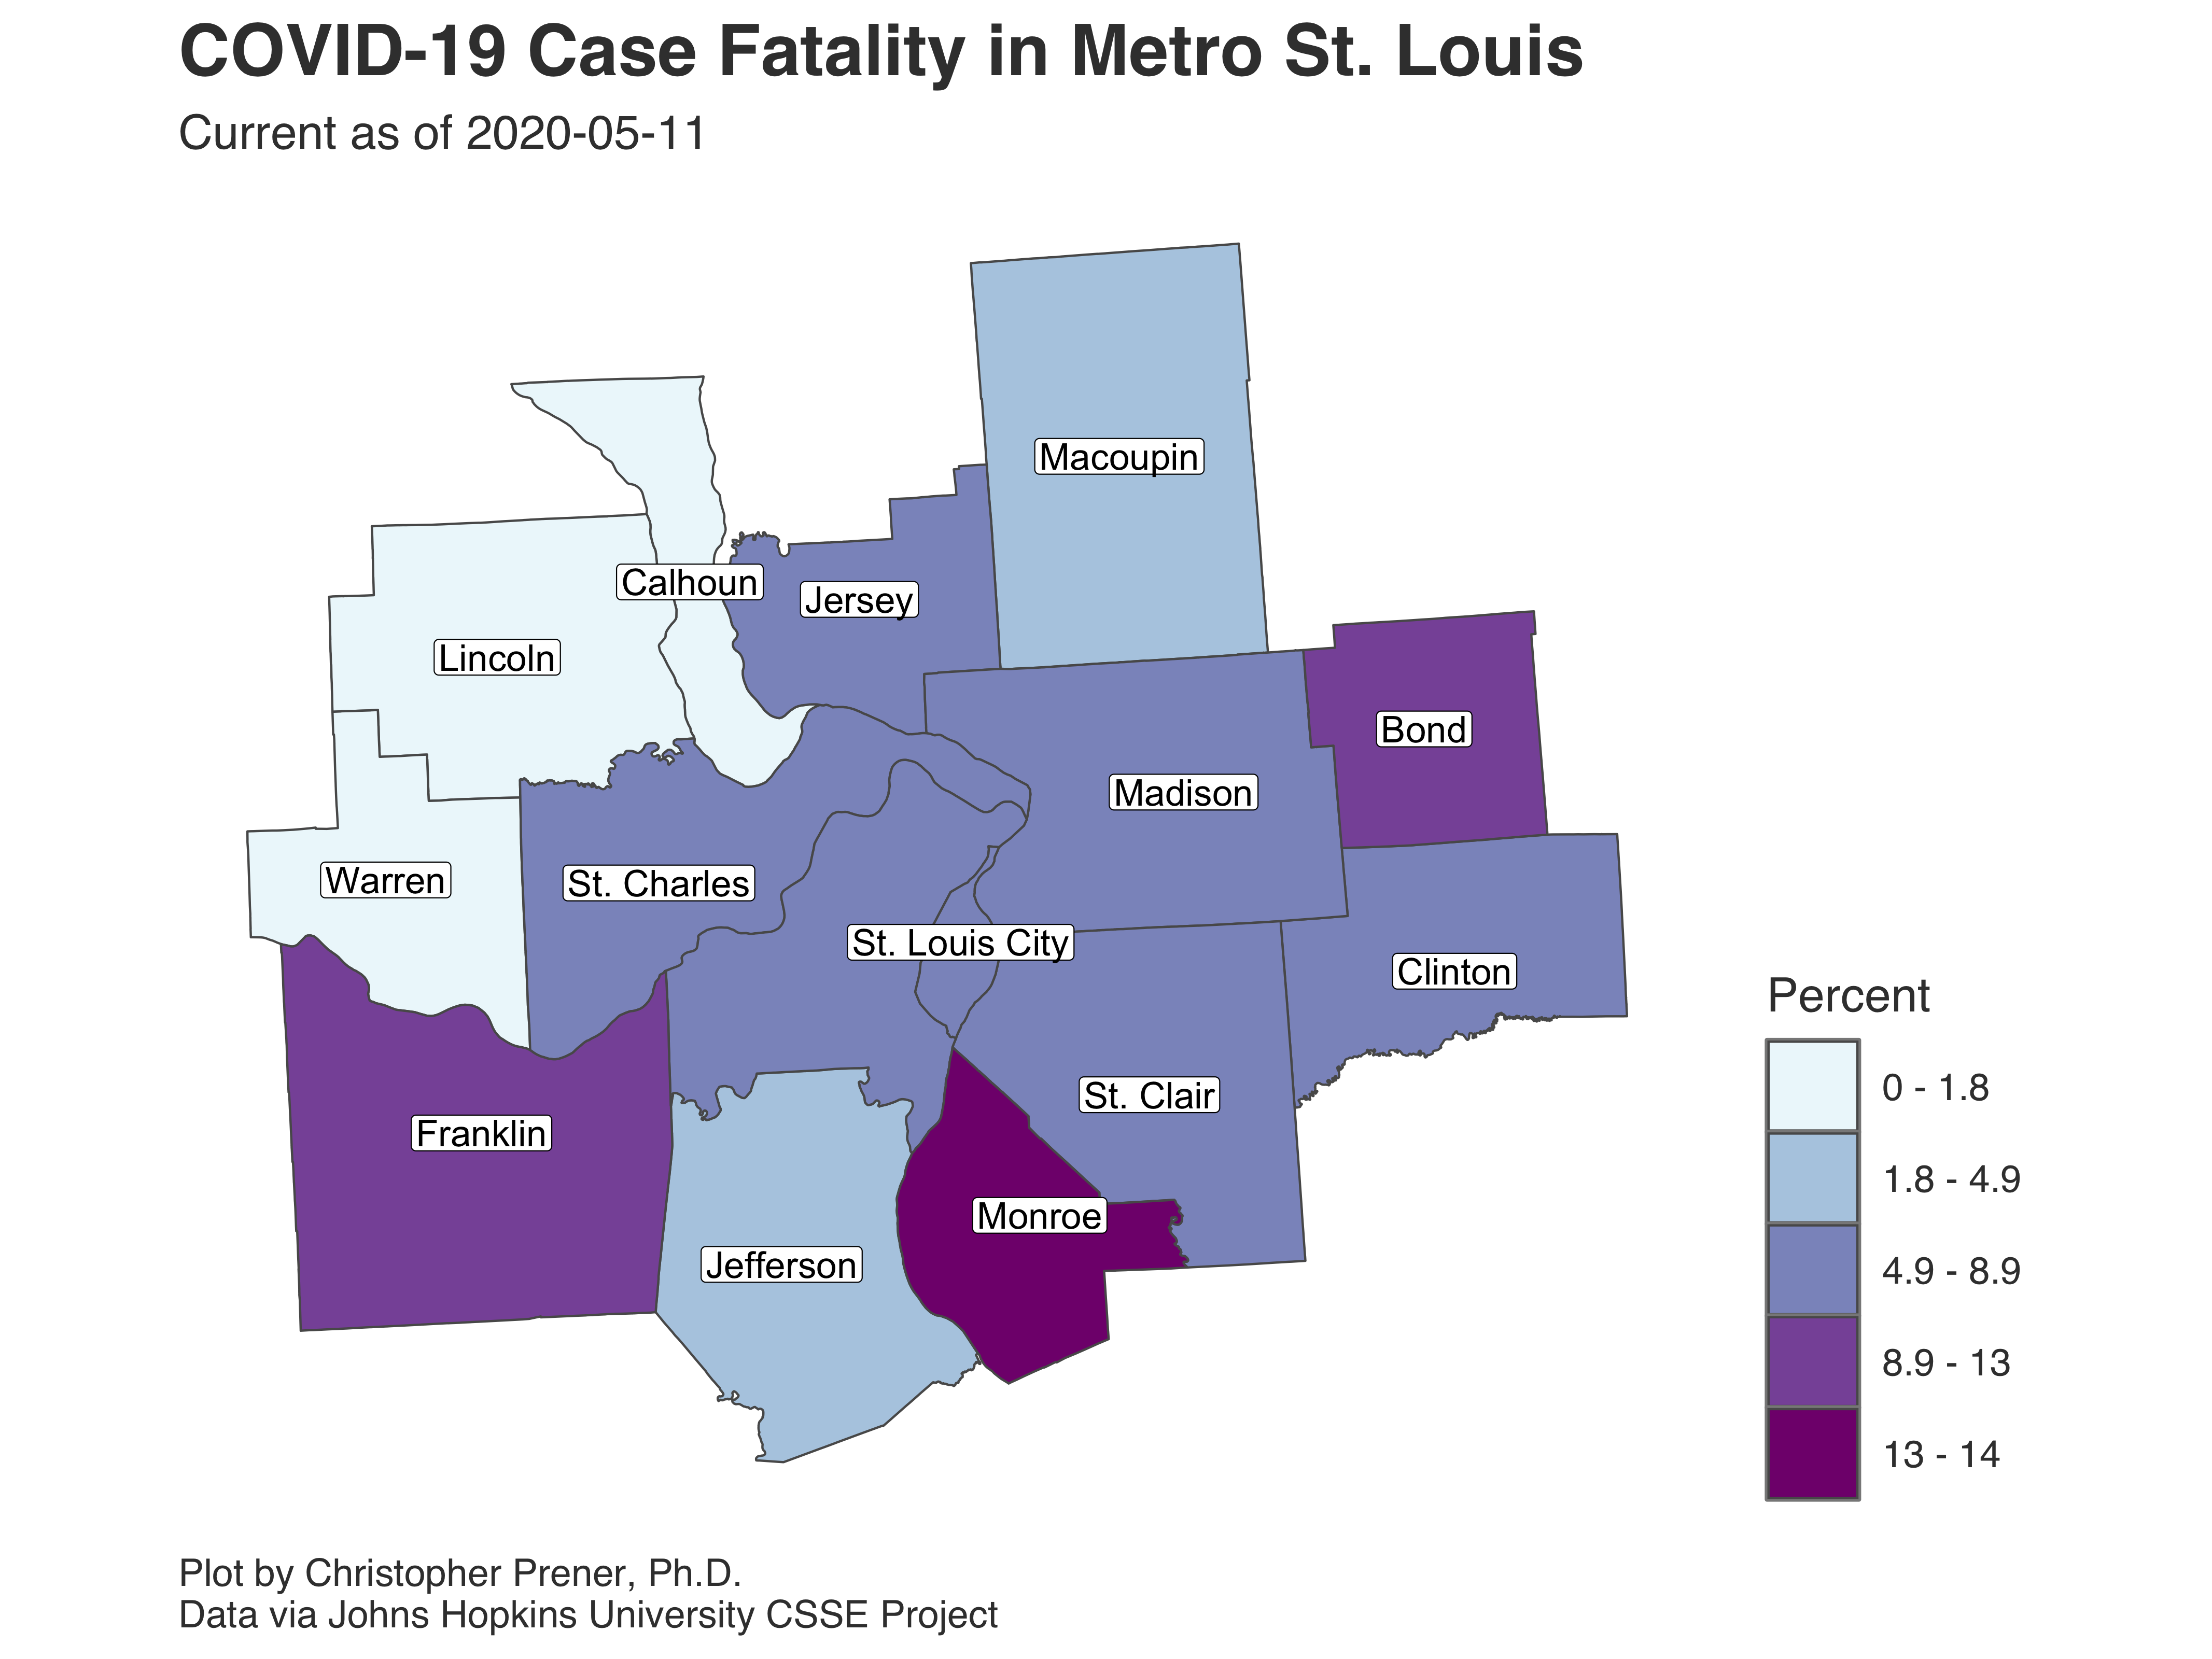 COVID-19 Case Fatality in Metro St. Louis
Current as of 2020-05-11
Macoupin
Calhoun
Jersey
Lincoln
Bond
Madison
Warren
St. Charles
St. Louis City
Clinton
St. Clair
Franklin
Monroe
Jefferson
Percent
0 - 1.8
1.8 - 4.9
4.9 - 8.9
8.9 - 13
13 - 14
Plot by Christopher Prener, Ph.D.
Data via Johns Hopkins University CSSE Project